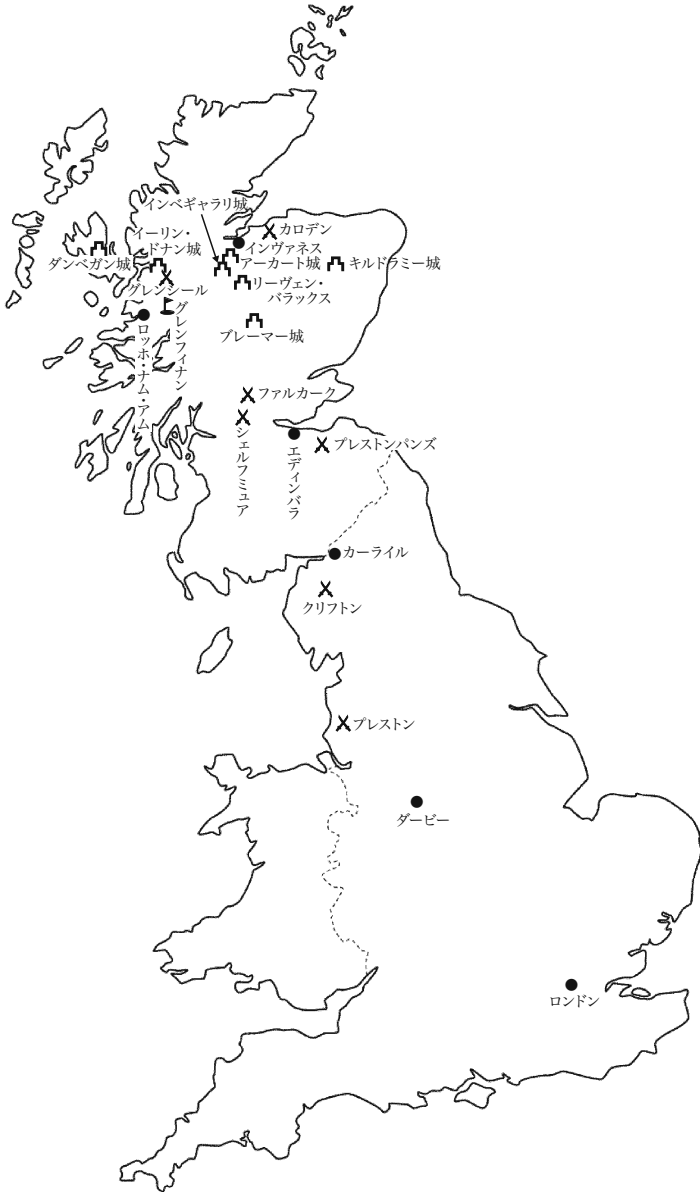 インベギャラリ城
カロデン
イーリン・
ドナン城
インヴァネス
ダンベガン城
アーカート城
キルドラミー城
グレンシール
リーヴェン・
バラックス
グレンフィナン
ロッホ・ナム・アム
ブレーマー城
ファルカーク
シェルフミュア
エディンバラ
プレストンパンズ
カーライル
クリフトン
プレストン
ダービー
ロンドン